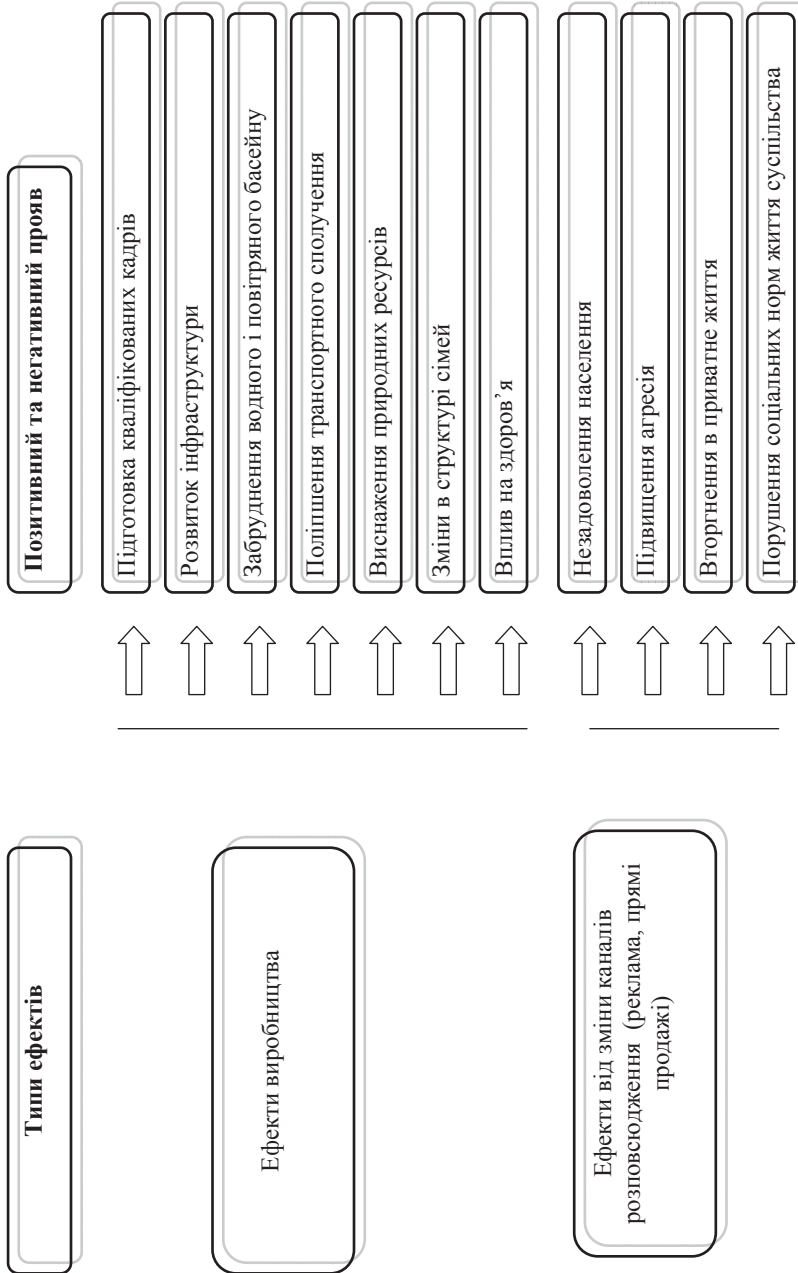 Типи ефектів
Позитивний та негативний прояв
Ефекти виробництва
Підготовка кваліфікованих кадрів
Розвиток інфраструктури
Забруднення водного і повітряного басейну
Поліпшення транспортного сполучення
Виснаження природних ресурсів
Зміни в структурі сімей
Вплив на здоров’я
Ефекти від зміни каналів
розповсюдження (реклама, прямі
продажі)
Незадоволення населення
Підвищення агресія
Вторгнення в приватне життя
Порушення соціальних норм життя суспільства